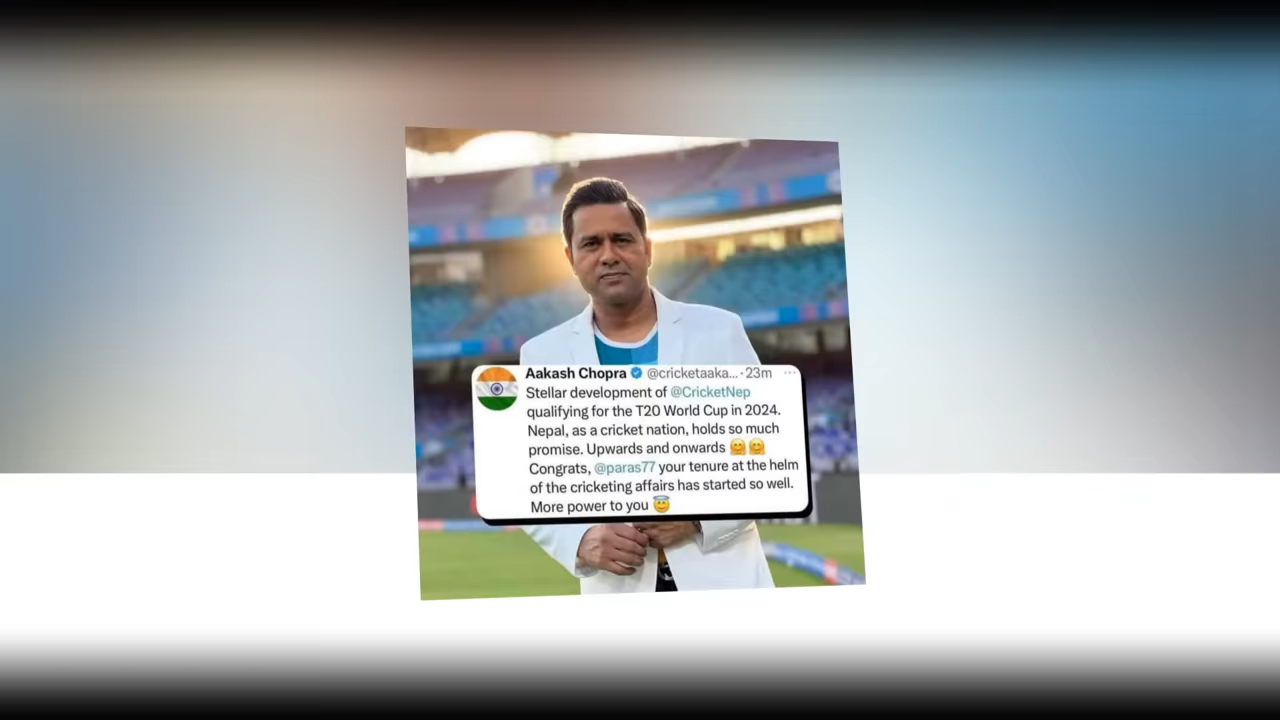 Aakash Chopra @cricketaaka... · 23m ...
Stellar development of @CricketNep
qualifying for the T20 World Cup in 2024.
Nepal, as a cricket nation, holds so much
promise. Upwards and onwards 🤗🤗
Congrats, @paras77 your tenure at the helm
of the cricketing affairs has started so well.
More power to you 😇